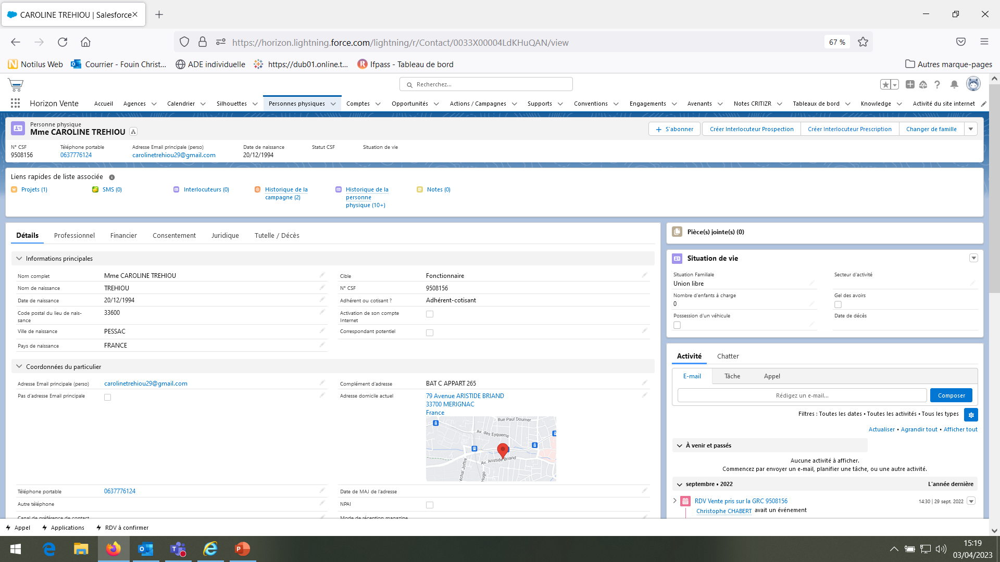 CAROLINE TREHIOU | Salesforce
https://horizon.lightning.force.com/lightning/r/Contact/0033X00004LdKHuQAN/view
67 %
Notilus Web
Courrier - Fouin Christ...
ADE individuelle
https://dub01.online.t...
Ifpass - Tableau de bord
Autres marque-pages
Recherchez...
Horizon Vente
Accueil
Agences
Calendrier
Silhouettes
Personnes physiques
Comptes
Opportunités
Actions / Campagnes
Supports
Conventions
Engagements
Avenants
Notes CRITIZR
Tableaux de bord
Knowledge
Activité du site internet
Personne physique
Mme CAROLINE TREHIOU
S'abonner
Créer Interlocuteur Prospection
Créer Interlocuteur Prescription
Changer de famille
N° CSF
9508156
Téléphone portable
0637776124
Adresse Email principale (perso)
carolinetrehiou29@gmail.com
Date de naissance
20/12/1994
Statut CSF
Situation de vie
Liens rapides de liste associée
Projets (1)
SMS (0)
Interlocuteurs (0)
Historique de la
campagne (2)
Historique de la
personne
physique (10+)
Notes (0)
Détails
Professionnel
Financier
Consentement
Juridique
Tutelle / Décès
Informations principales
Nom complet
Mme CAROLINE TREHIOU
Nom de naissance
TREHIOU
Date de naissance
20/12/1994
Code postal du lieu de nais-
sance
33600
Ville de naissance
PESSAC
Pays de naissance
FRANCE
Cible
Fonctionnaire
N° CSF
9508156
Adhérent ou cotisant ?
Adhérent-cotisant
Activation de son compte
Internet
Correspondant potentiel
Coordonnées du particulier
Adresse Email principale (perso)
carolinetrehiou29@gmail.com
Pas d'adresse Email principale
Complément d'adresse
BAT C APPART 265
Adresse domicile actuel
79 Avenue ARISTIDE BRIAND
33700 MERIGNAC
France
Rue Paul Doumer
Av. des Eyquems
Av. Aristide Briand
Hugo
Téléphone portable
0637776124
Autre téléphone
Canal de préférence de contact
Date de MAJ de l'adresse
NPAI
Mode de réception magazine
Pièce(s) jointe(s) (0)
Situation de vie
Situation Familiale
Union libre
Nombre d'enfants à charge
0
Possession d'un véhicule
Secteur d'activité
Gel des avoirs
Date de décès
Activité
Chatter
E-mail
Tâche
Appel
Rédigez un e-mail...
Composer
Filtres : Toutes les dates • Toutes les activités • Tous les types
Actualiser • Agrandir tout • Afficher tout
À venir et passés
Aucune activité à afficher.
Commencez par envoyer un e-mail, planifier une tâche, ou une autre activité.
septembre • 2022
L'année dernière
RDV Vente pris sur la GRC 9508156
14:30 | 29 sept. 2022
Christophe CHABERT avait un événement
Appel
Applications
RDV à confirmer
15:19
03/04/2023